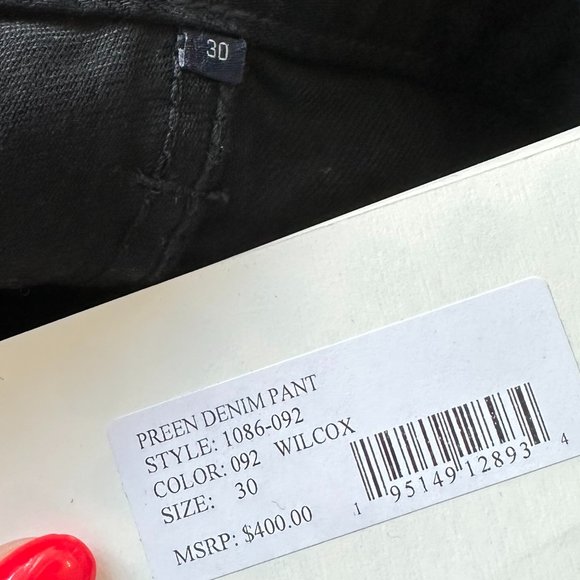 30
PREEN DENIM PANT
STYLE: 1086-092
COLOR: 092 WILCOX
SIZE: 30
MSRP: $400.00
1 95149 12893 4